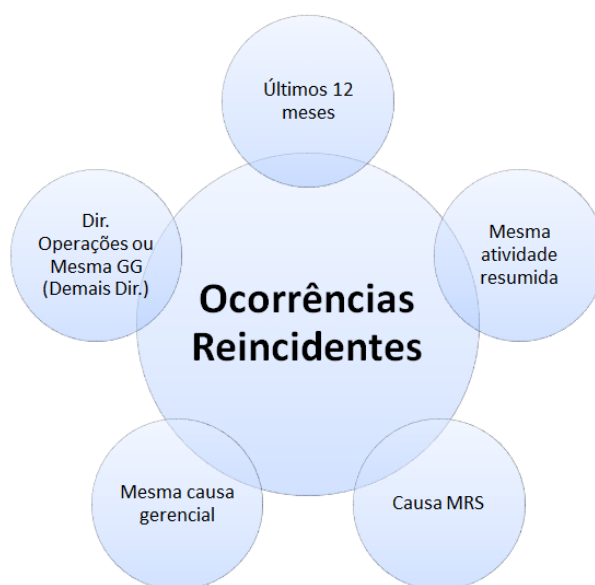 Últimos 12
meses
Dir.
Operações ou
Mesma GG
(Demais Dir.)
Mesma
atividade
resumida
Ocorrências
Reincidentes
Mesma causa
gerencial
Causa MRS